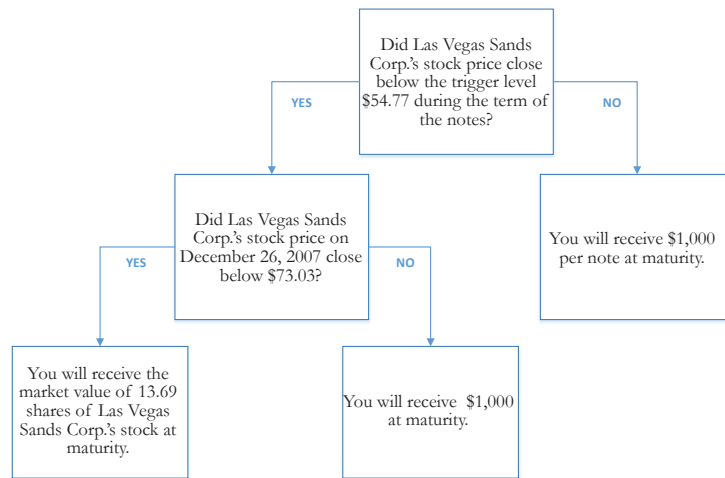 Did Las Vegas Sands
Corp.'s stock price close
below the trigger level
$54.77 during the term of
the notes?
YES
NO
Did Las Vegas Sands
Corp.'s stock price on
December 26, 2007 close
below $73.03?
You will receive $1,000
per note at maturity.
YES
NO
You will receive the
market value of 13.69
shares of Las Vegas
Sands Corp.'s stock at
maturity.
You will receive $1,000
at maturity.